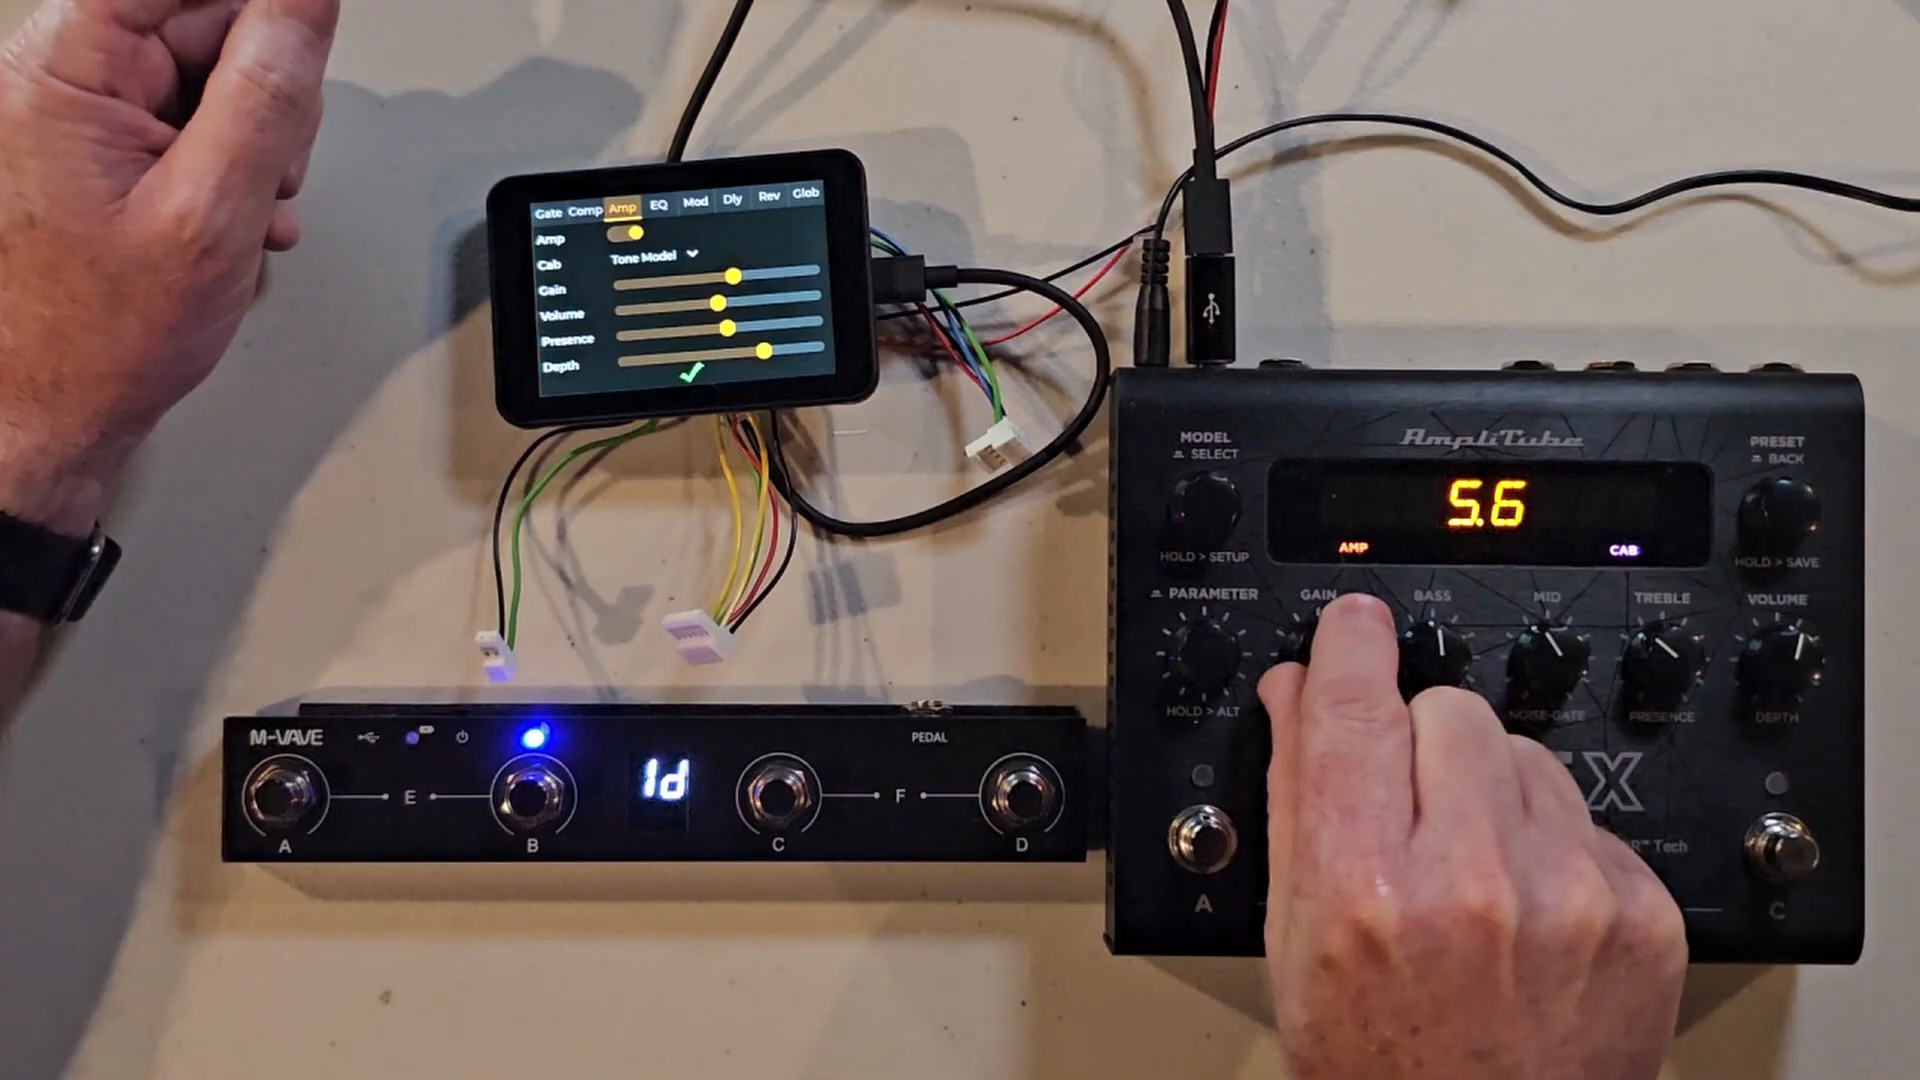 Gate Comp Amp EQ Mod Dly Rev Glob
Amp
Cab Tone Model
Gain
Volume
Presence
Depth
MODEL
SELECT
HOLD > SETUP
AmpliTube
PRESET
BACK
HOLD > SAVE
5.6
AMP
CAB
PARAMETER
GAIN
BASS
MID
TREBLE
VOLUME
HOLD > ALT
NOISE-GATE
PRESENCE
DEPTH
X
Tech
A
C
M-VAVE
PEDAL
1d
E
F
A
B
C
D